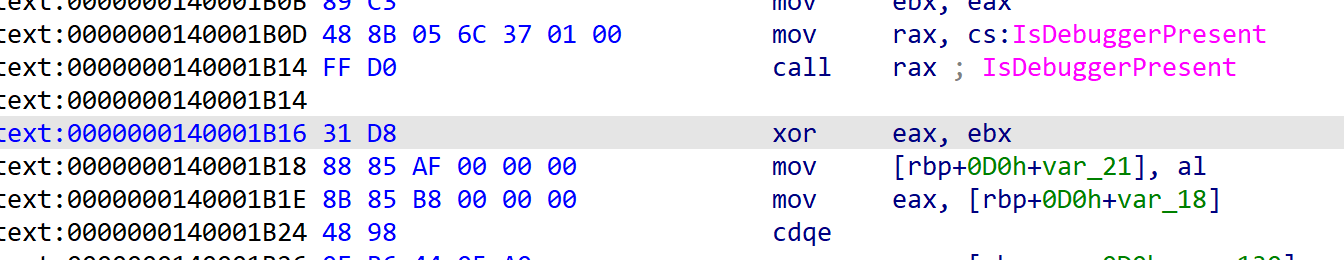 text:0000000140001B0B 89 C3 mov ebx, eax
text:0000000140001B0D 48 8B 05 6C 37 01 00 mov rax, cs:IsDebuggerPresent
text:0000000140001B14 FF D0 call rax ; IsDebuggerPresent
text:0000000140001B14
text:0000000140001B16 31 D8 xor eax, ebx
text:0000000140001B18 88 85 AF 00 00 00 mov [rbp+0D0h+var_21], al
text:0000000140001B1E 8B 85 B8 00 00 00 mov eax, [rbp+0D0h+var_18]
text:0000000140001B24 48 98 cdqe